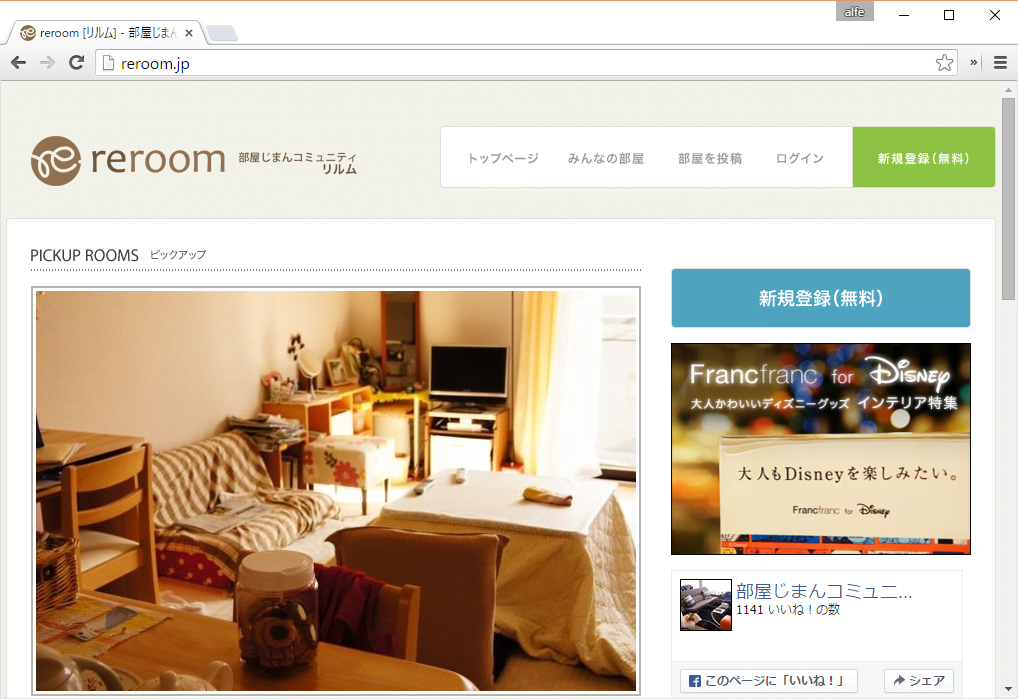 alfe
reroom [リルム] - 部屋じまん
reroom.jp
reroom
部屋じまんコミュニティ
リルム
トップページ
みんなの部屋
部屋を投稿
ログイン
新規登録（無料）
PICKUP ROOMS ピックアップ
新規登録（無料）
Francfranc for Disney
大人かわいいディズニーグッズ インテリア特集
大人もDisneyを楽しみたい。
Francfranc for Disney
部屋じまんコミュニ...
1141 いいね！の数
このページに「いいね！」
シェア